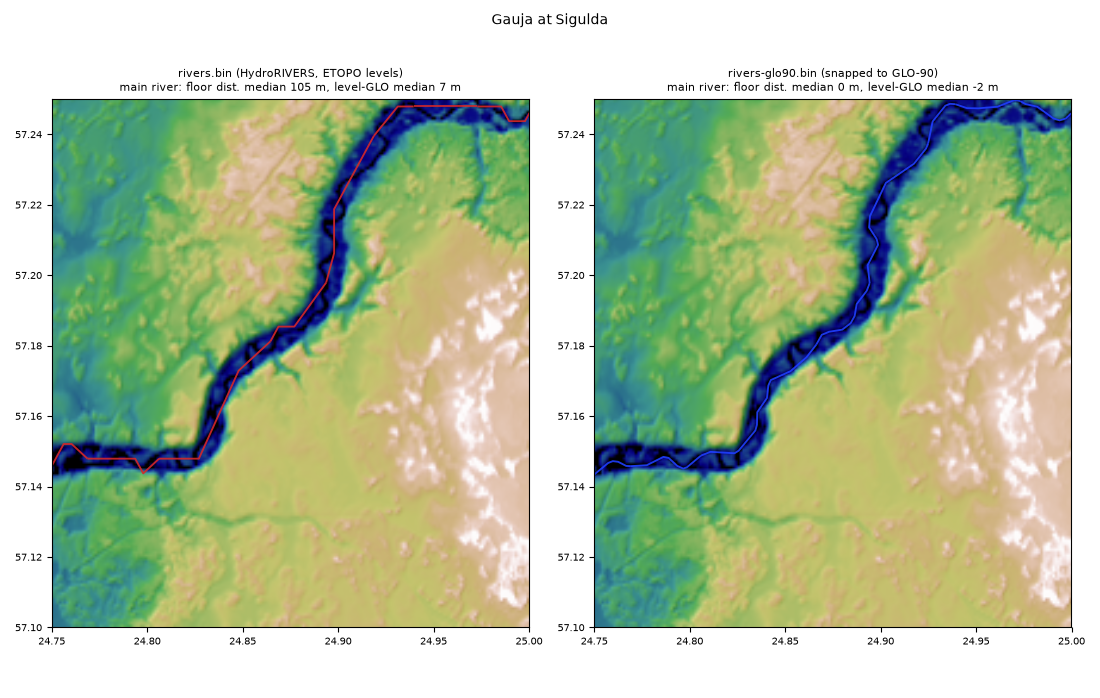 Gauja at Sigulda
rivers.bin (HydroRIVERS, ETOPO levels)
main river: floor dist. median 105 m, level-GLO median 7 m
57.24
57.22
57.20
57.18
57.16
57.14
57.12
57.10
24.75 24.80 24.85 24.90 24.95 25.00
rivers-glo90.bin (snapped to GLO-90)
main river: floor dist. median 0 m, level-GLO median -2 m
57.24
57.22
57.20
57.18
57.16
57.14
57.12
57.10
24.75 24.80 24.85 24.90 24.95 25.00